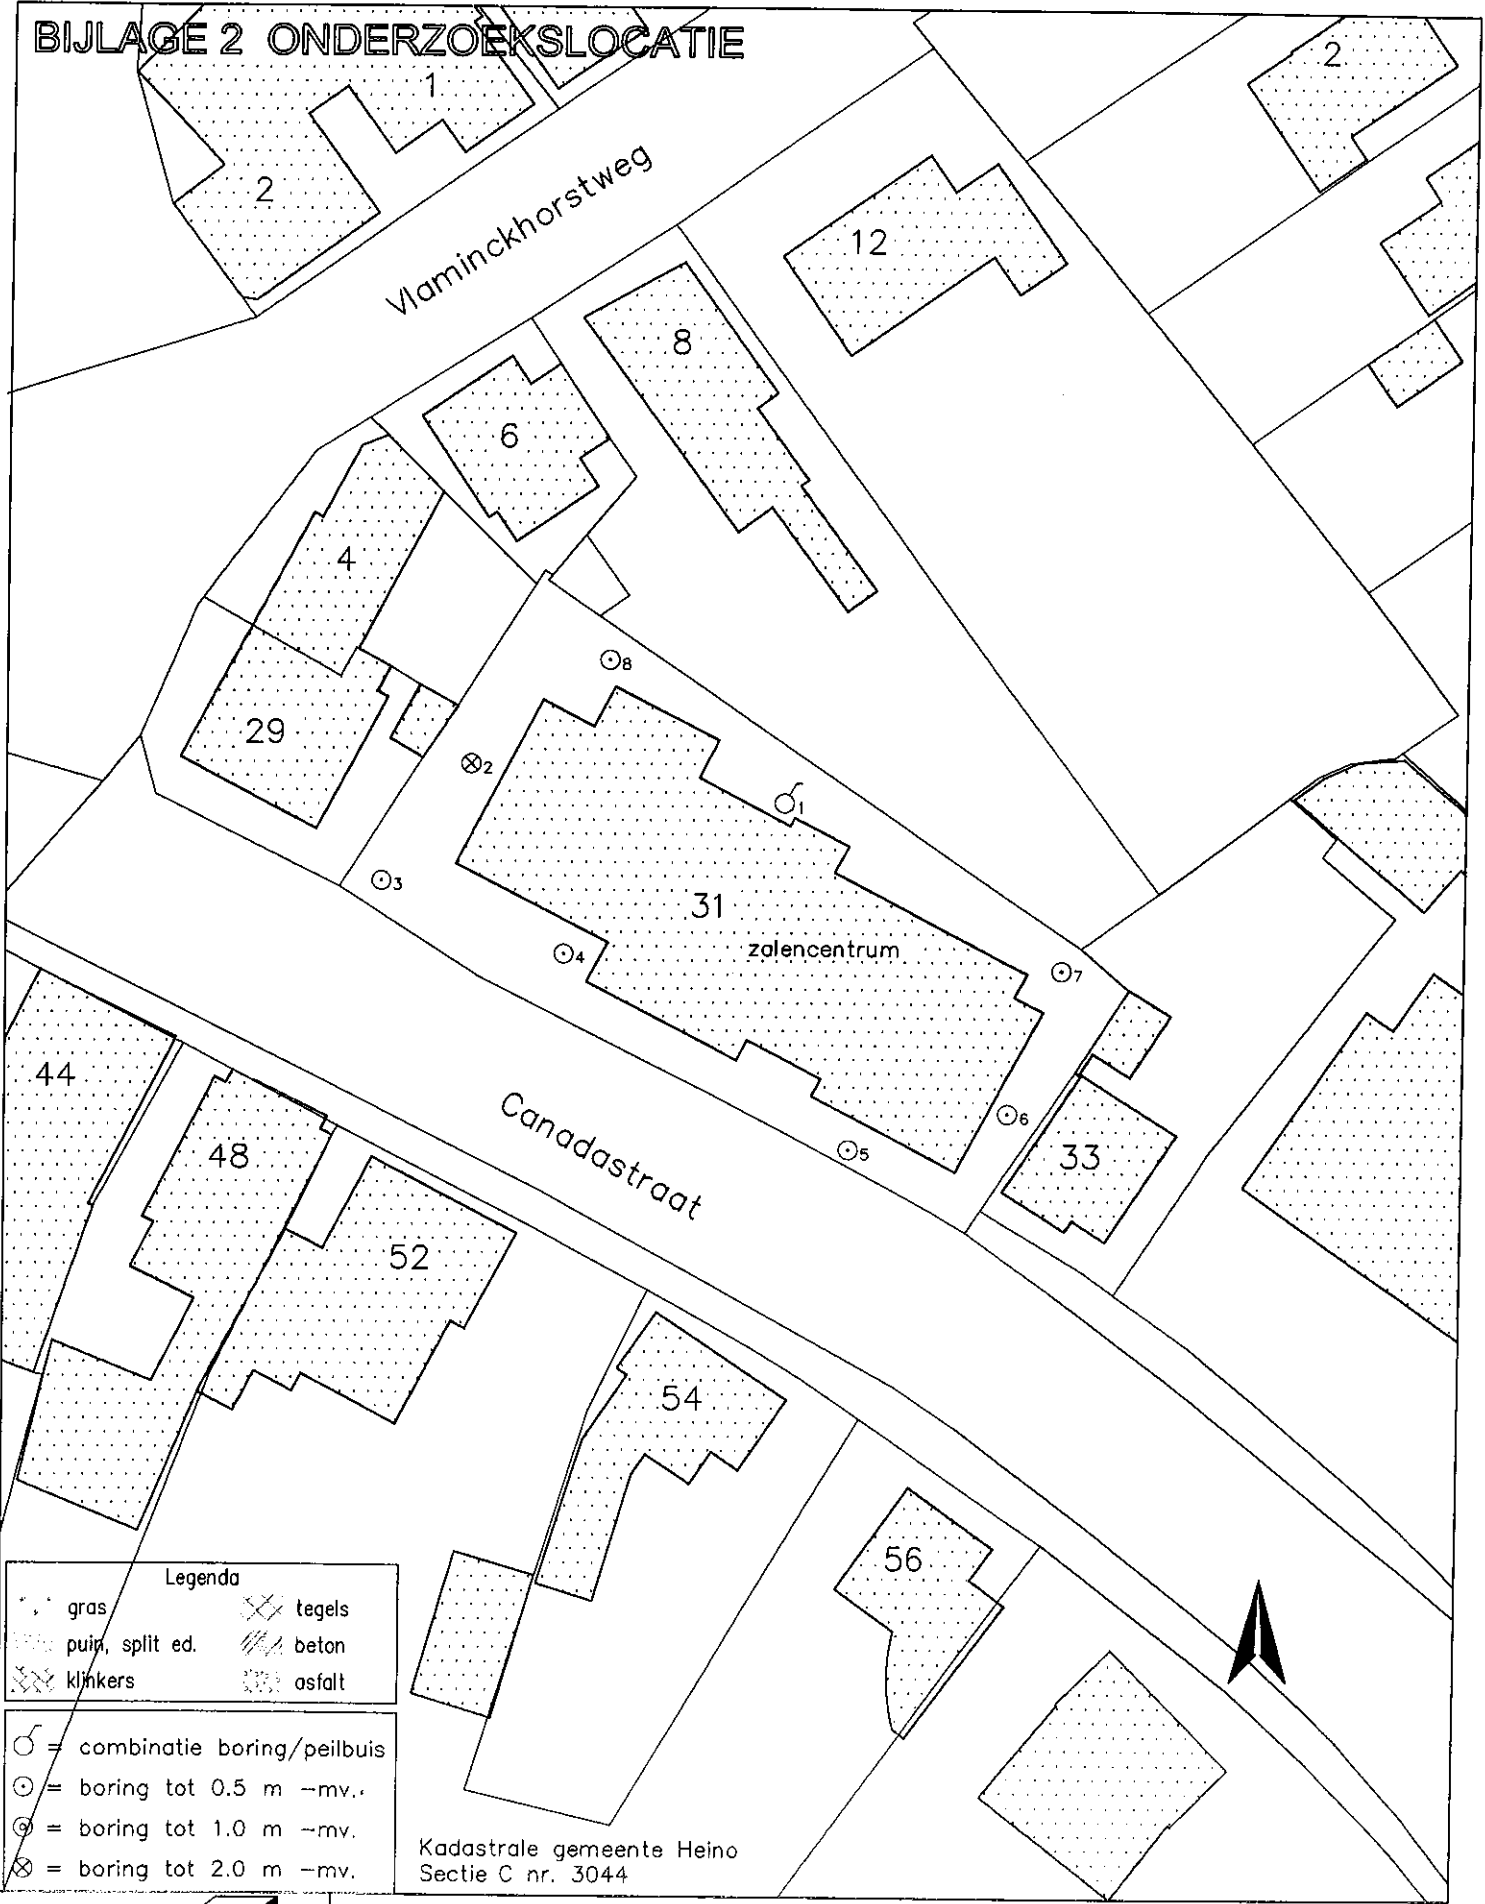 BIJLAGE 2 ONDERZOEKSLOCATIE
1
2
2
Vlaminckhorstweg
12
8
6
4
29
8
2
1
3
31
zalencentrum
4
7
44
48
Canadastraat
6
5
33
52
54
56
Legenda
gras
tegels
puin, split ed.
beton
klinkers
asfalt
= combinatie boring/peilbuis
= boring tot 0.5 m -mv.
= boring tot 1.0 m -mv.
= boring tot 2.0 m -mv.
Kadastrale gemeente Heino
Sectie C nr. 3044